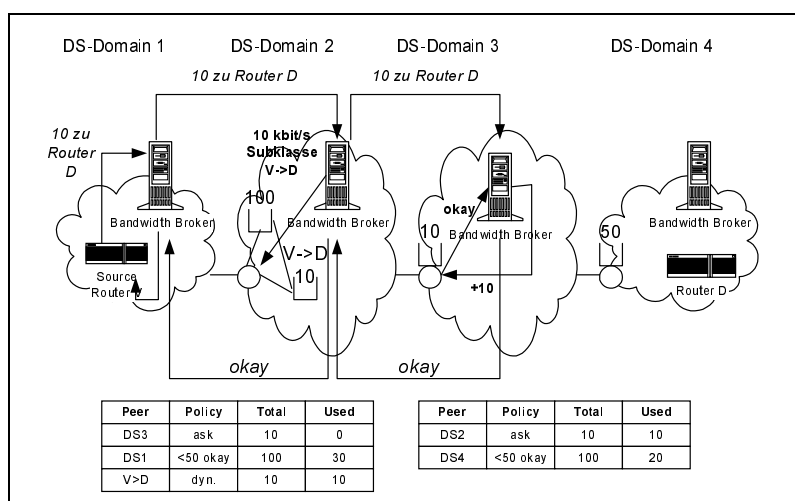 DS-Domain 1
DS-Domain 2
DS-Domain 3
DS-Domain 4
10 zu Router D
10 zu Router D
10 zu
Router
D
10 kbit/s
Subklasse
V->D
100
okay
Bandwidth Broker
Bandwidth Broker
Bandwidth Broker
Bandwidth Broker
10
50
V->D
10
Source
Router V
+10
Router D
okay
okay
Peer Policy Total Used
DS3 ask 10 0
DS1 <50 okay 100 30
V>D dyn. 10 10
Peer Policy Total Used
DS2 ask 10 10
DS4 <50 okay 100 20